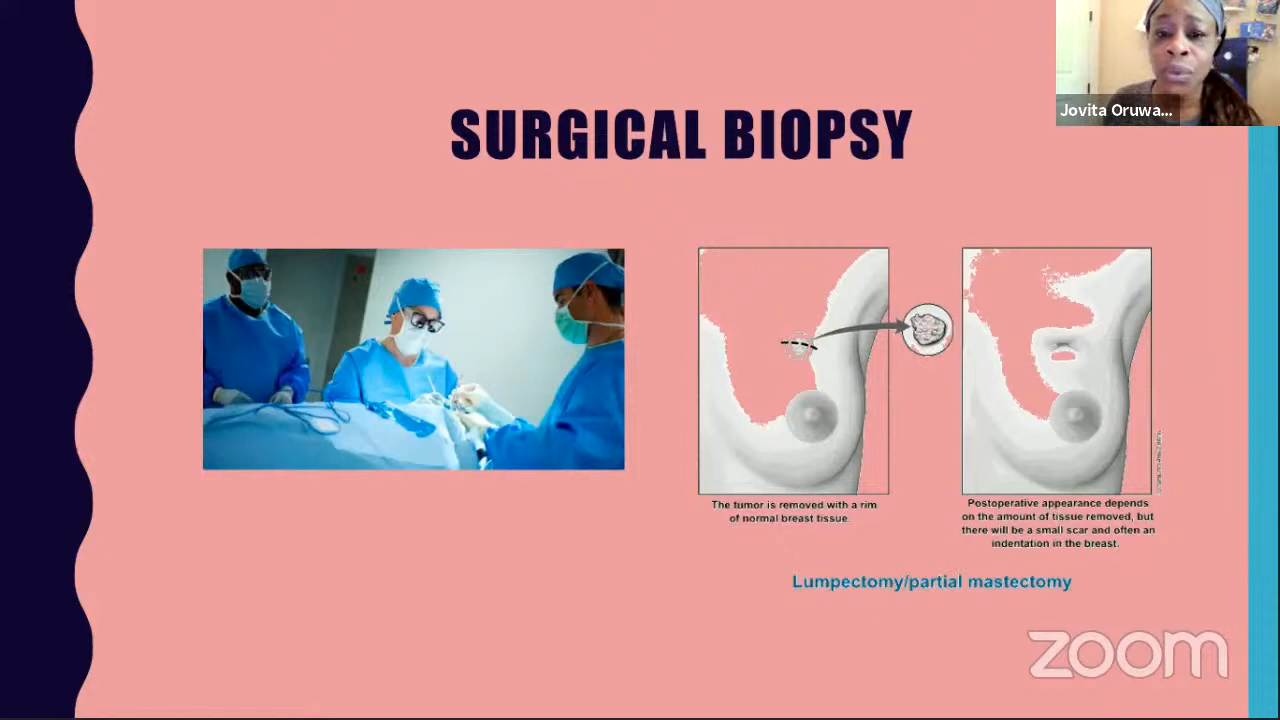 SURGICAL BIOPSY
Jovita Oruwa...
The tumor is removed with a rim
of normal breast tissue.
Postoperative appearance depends
on the amount of tissue removed, but
there will be a small scar and often an
indentation in the breast.
Lumpectomy/partial mastectomy
zoom